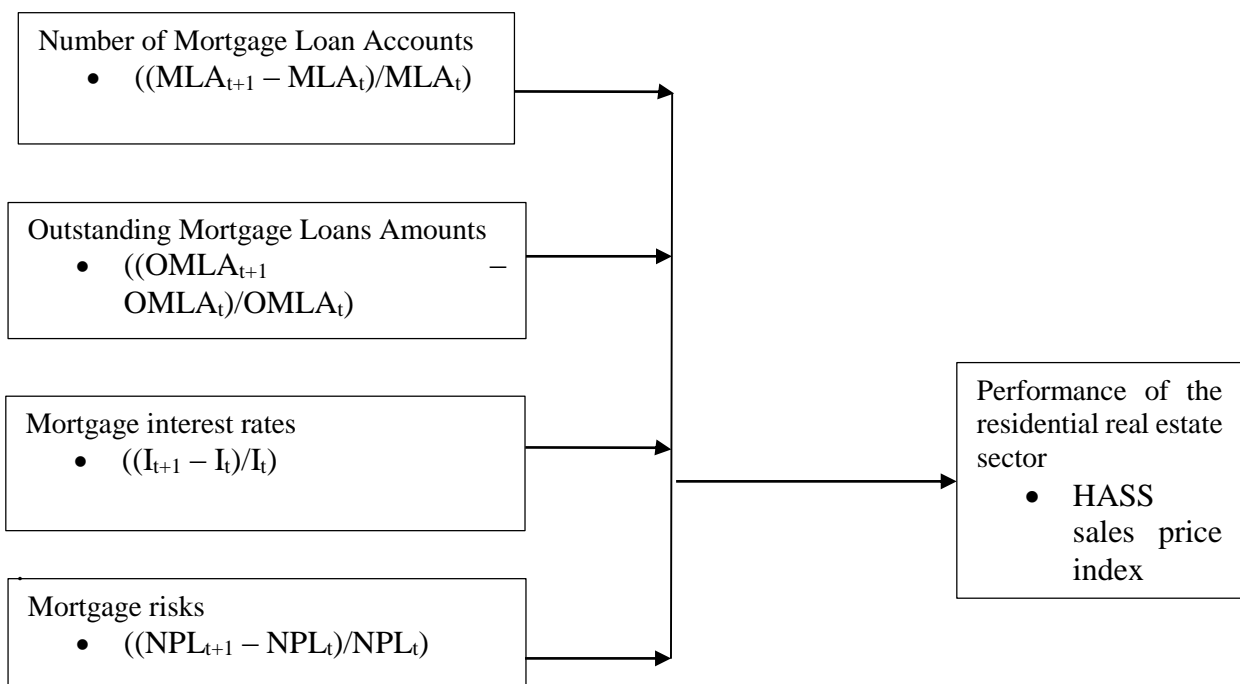 Number of Mortgage Loan Accounts
• ((MLAt+1 – MLAt)/MLAt)
Outstanding Mortgage Loans Amounts
• ((OMLAt+1 –
OMLAt)/OMLAt)
Mortgage interest rates
• ((It+1 – It)/It)
Mortgage risks
• ((NPLt+1 – NPLt)/NPLt)
Performance of the
residential real estate
sector
• HASS
sales price
index